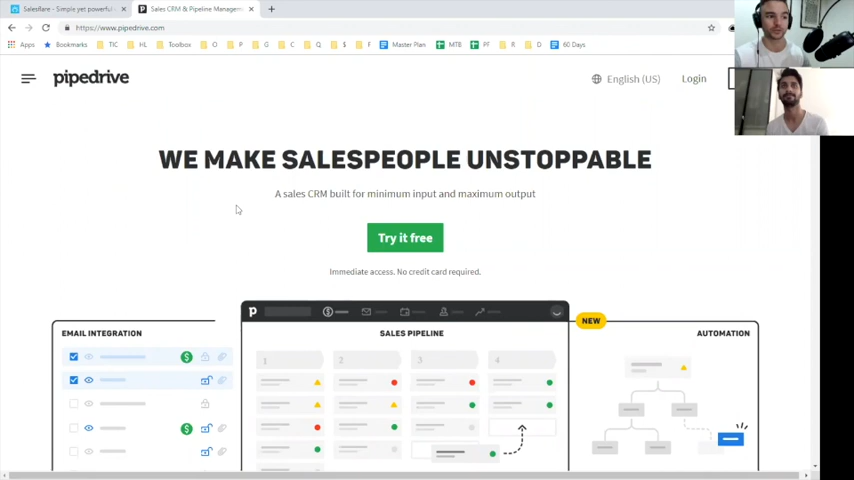 Salesflare - Simple yet powerful
Sales CRM & Pipeline Managem
https://www.pipedrive.com
Apps
Bookmarks
TIC
HL
Toolbox
O
P
G
C
Q
$
F
Master Plan
MTB
PF
R
D
60 Days
pipedrive
English (US)
Login
WE MAKE SALESPEOPLE UNSTOPPABLE
A sales CRM built for minimum input and maximum output
Try it free
Immediate access. No credit card required.
NEW
EMAIL INTEGRATION
SALES PIPELINE
AUTOMATION
1
2
3
4